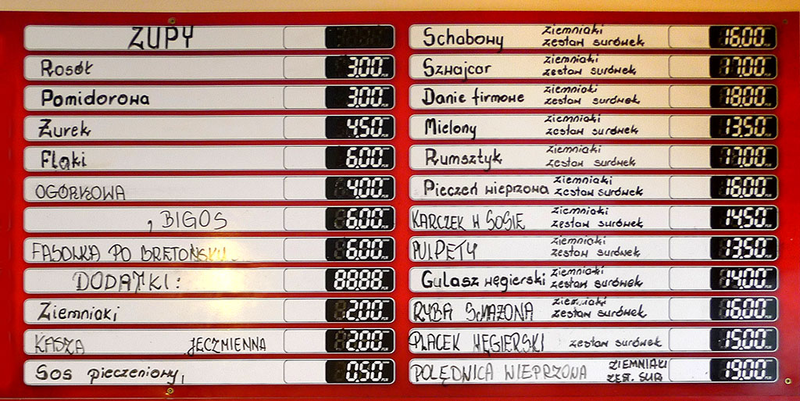 ZUPY
Rosół 3.00
Pomidorowa 3.00
Żurek 4.50
Flaki 6.00
OGÓRKOWA 4.00
, BIGOS 6.00
FASOLKA PO BRETOŃSKU 6.00
DODATKI: 88.88
Ziemniaki 2.00
KASZA JĘCZMIENNA 2.00
Sos pieczeniowy, 0.50
Schabowy ziemniaki zestaw surówek 16.00
Sznajcar ziemniaki zestaw surówek 17.00
Danie firmowe ziemniaki zestaw surówek 18.00
Mielony ziemniaki zestaw surówek 13.50
Rumsztyk ziemniaki zestaw surówek 17.00
Pieczeń wieprzowa ziemniaki zestaw surówek 16.00
KARCZEK W SOSIE ziemniaki zestaw surówek 14.50
PULPETY ziemniaki zestaw surówek 13.50
Gulasz węgierski ziemniaki zestaw surówek 14.00
RYBA SMAŻONA ziemniaki zestaw surówek 16.00
PLACEK WĘGIERSKI zestaw surówek 15.00
POLĘDNICA WIEPRZONA ZIEMNIAKI ZEST. SUR 19.00